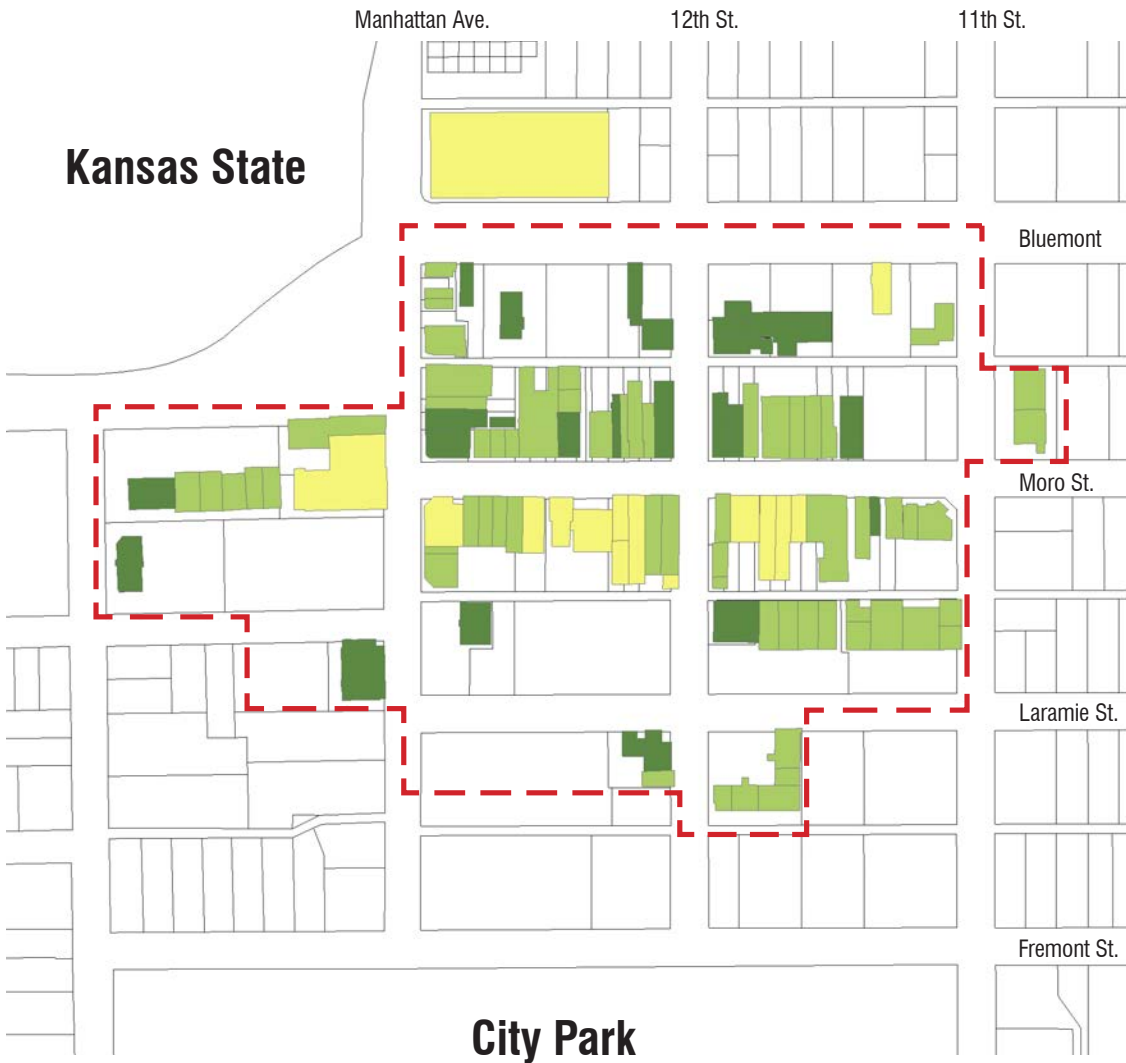 Manhattan Ave.
12th St.
11th St.
Kansas State
Bluemont
Moro St.
Laramie St.
Fremont St.
City Park